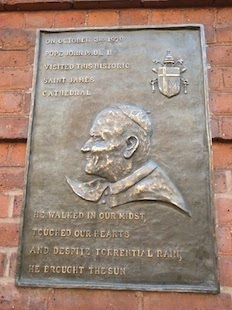 ON OCTOBER 3RD 1979
POPE JOHN PAUL II
VISITED THIS HISTORIC
SAINT JAMES
CATHEDRAL
HE WALKED IN OUR MIDST,
TOUCHED OUR HEARTS
AND DESPITE TORRENTIAL RAIN,
HE BROUGHT THE SUN